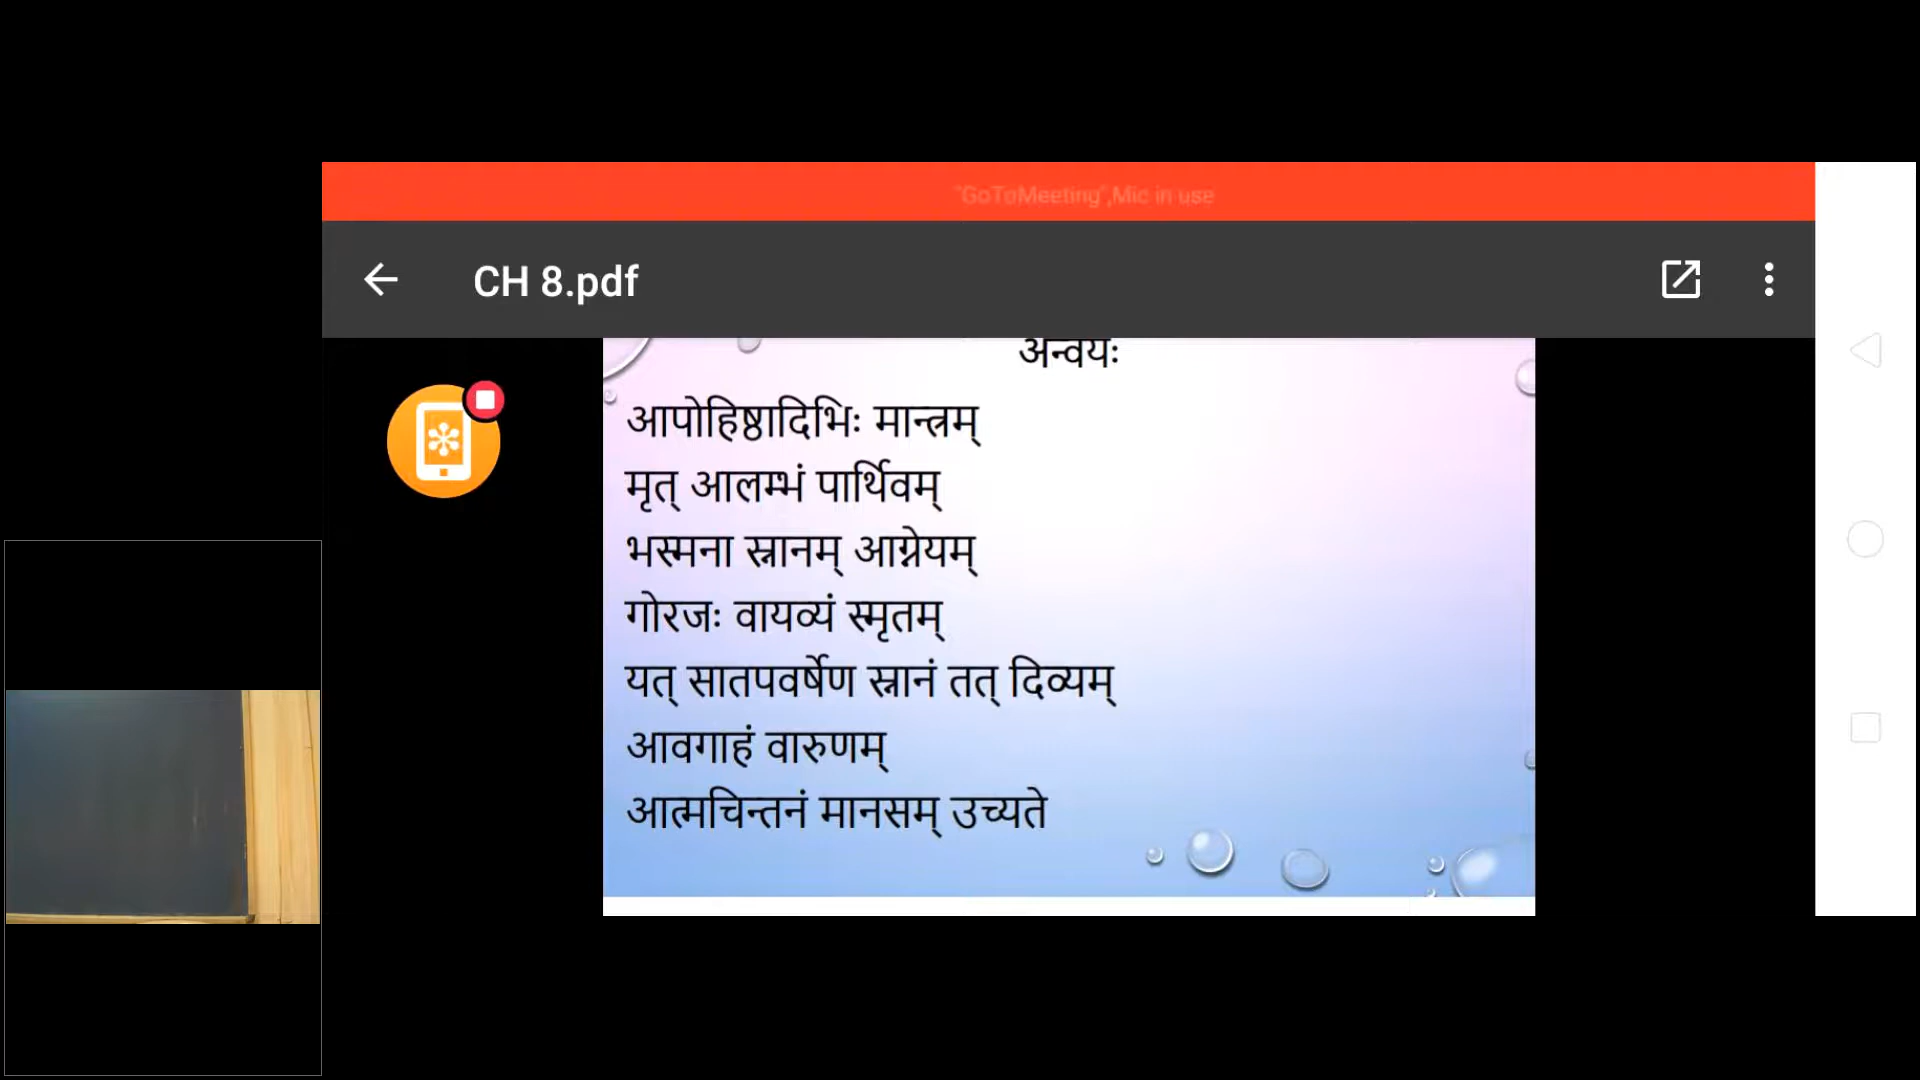 "GoToMeeting",Mic in use
CH 8.pdf
अन्वयः
आपोहिष्ठादिभिः मान्त्रम्
मृत् आलम्भं पार्थिवम्
भस्मना स्नानम् आग्नेयम्
गोरजः वायव्यं स्मृतम्
यत् सातपवर्षेण स्नानं तत् दिव्यम्
आवगाहं वारुणम्
आत्मचिन्तनं मानसम् उच्यते